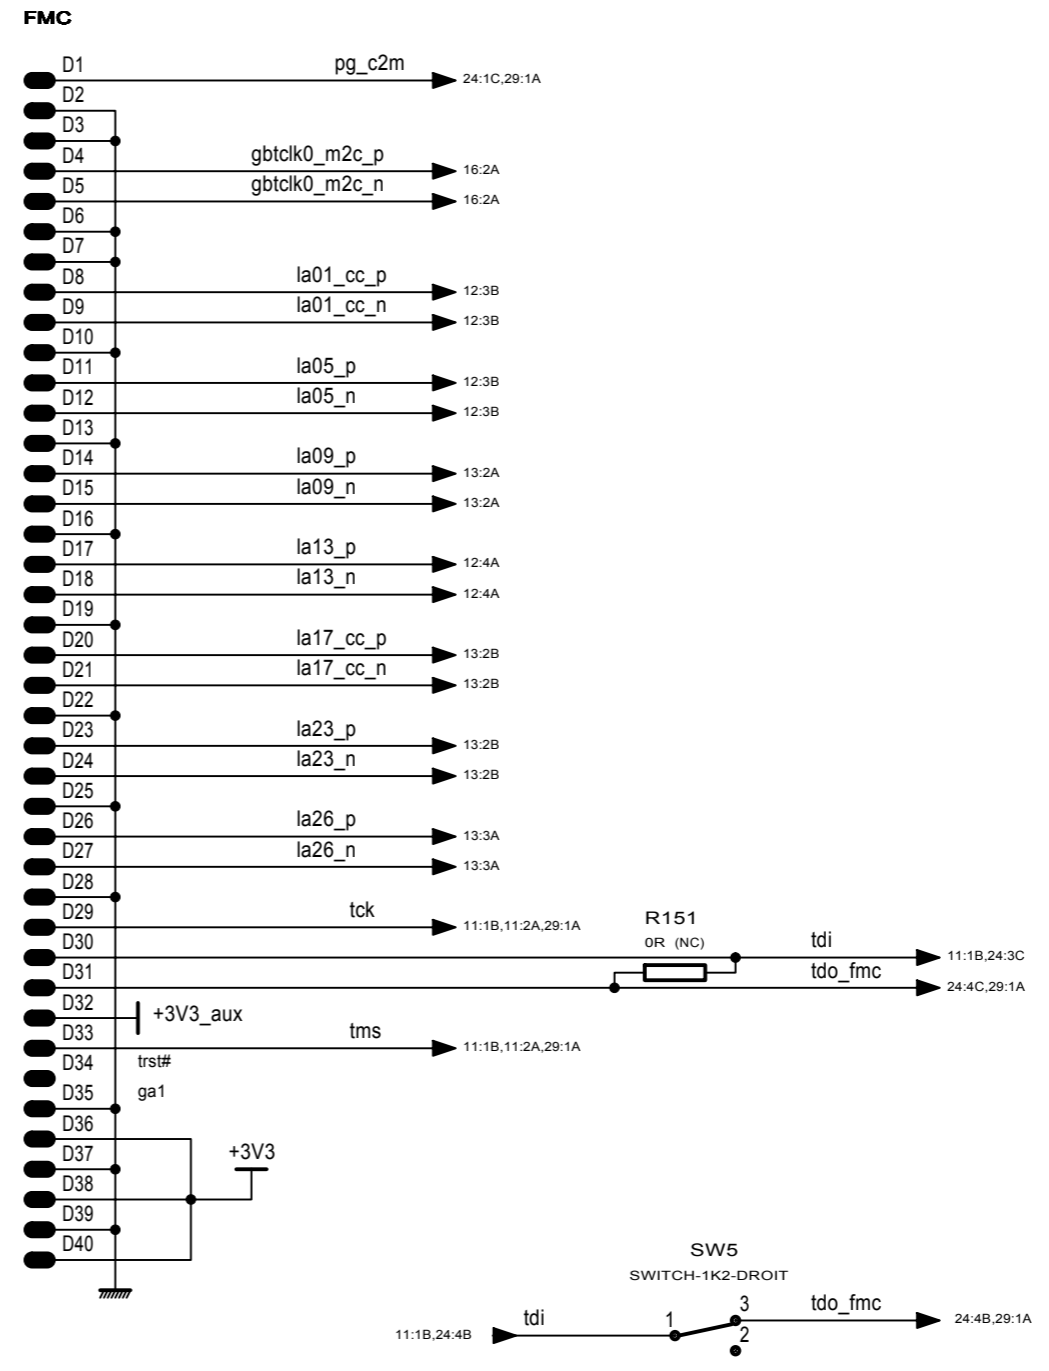 FMC
D1 pg_c2m 24:1C,29:1A
D2
D3
D4 gbtclk0_m2c_p 16:2A
D5 gbtclk0_m2c_n 16:2A
D6
D7
D8 la01_cc_p 12:3B
D9 la01_cc_n 12:3B
D10
D11 la05_p 12:3B
D12 la05_n 12:3B
D13
D14 la09_p 13:2A
D15 la09_n 13:2A
D16
D17 la13_p 12:4A
D18 la13_n 12:4A
D19
D20 la17_cc_p 13:2B
D21 la17_cc_n 13:2B
D22
D23 la23_p 13:2B
D24 la23_n 13:2B
D25
D26 la26_p 13:3A
D27 la26_n 13:3A
D28
D29 tck 11:1B,11:2A,29:1A
R151
0R (NC)
D30 tdi 11:1B,24:3C
D31 tdo_fmc 24:4C,29:1A
D32 +3V3_aux
D33 tms 11:1B,11:2A,29:1A
D34 trst#
D35 ga1
D36
D37 +3V3
D38
D39
D40
SW5
SWITCH-1K2-DROIT
11:1B,24:4B tdi 1 3 tdo_fmc 24:4B,29:1A
2